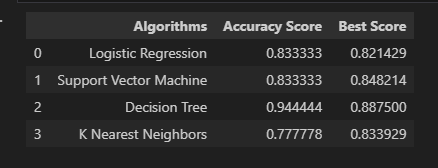 Algorithms Accuracy Score Best Score
0 Logistic Regression 0.833333 0.821429
1 Support Vector Machine 0.833333 0.848214
2 Decision Tree 0.944444 0.887500
3 K Nearest Neighbors 0.777778 0.833929